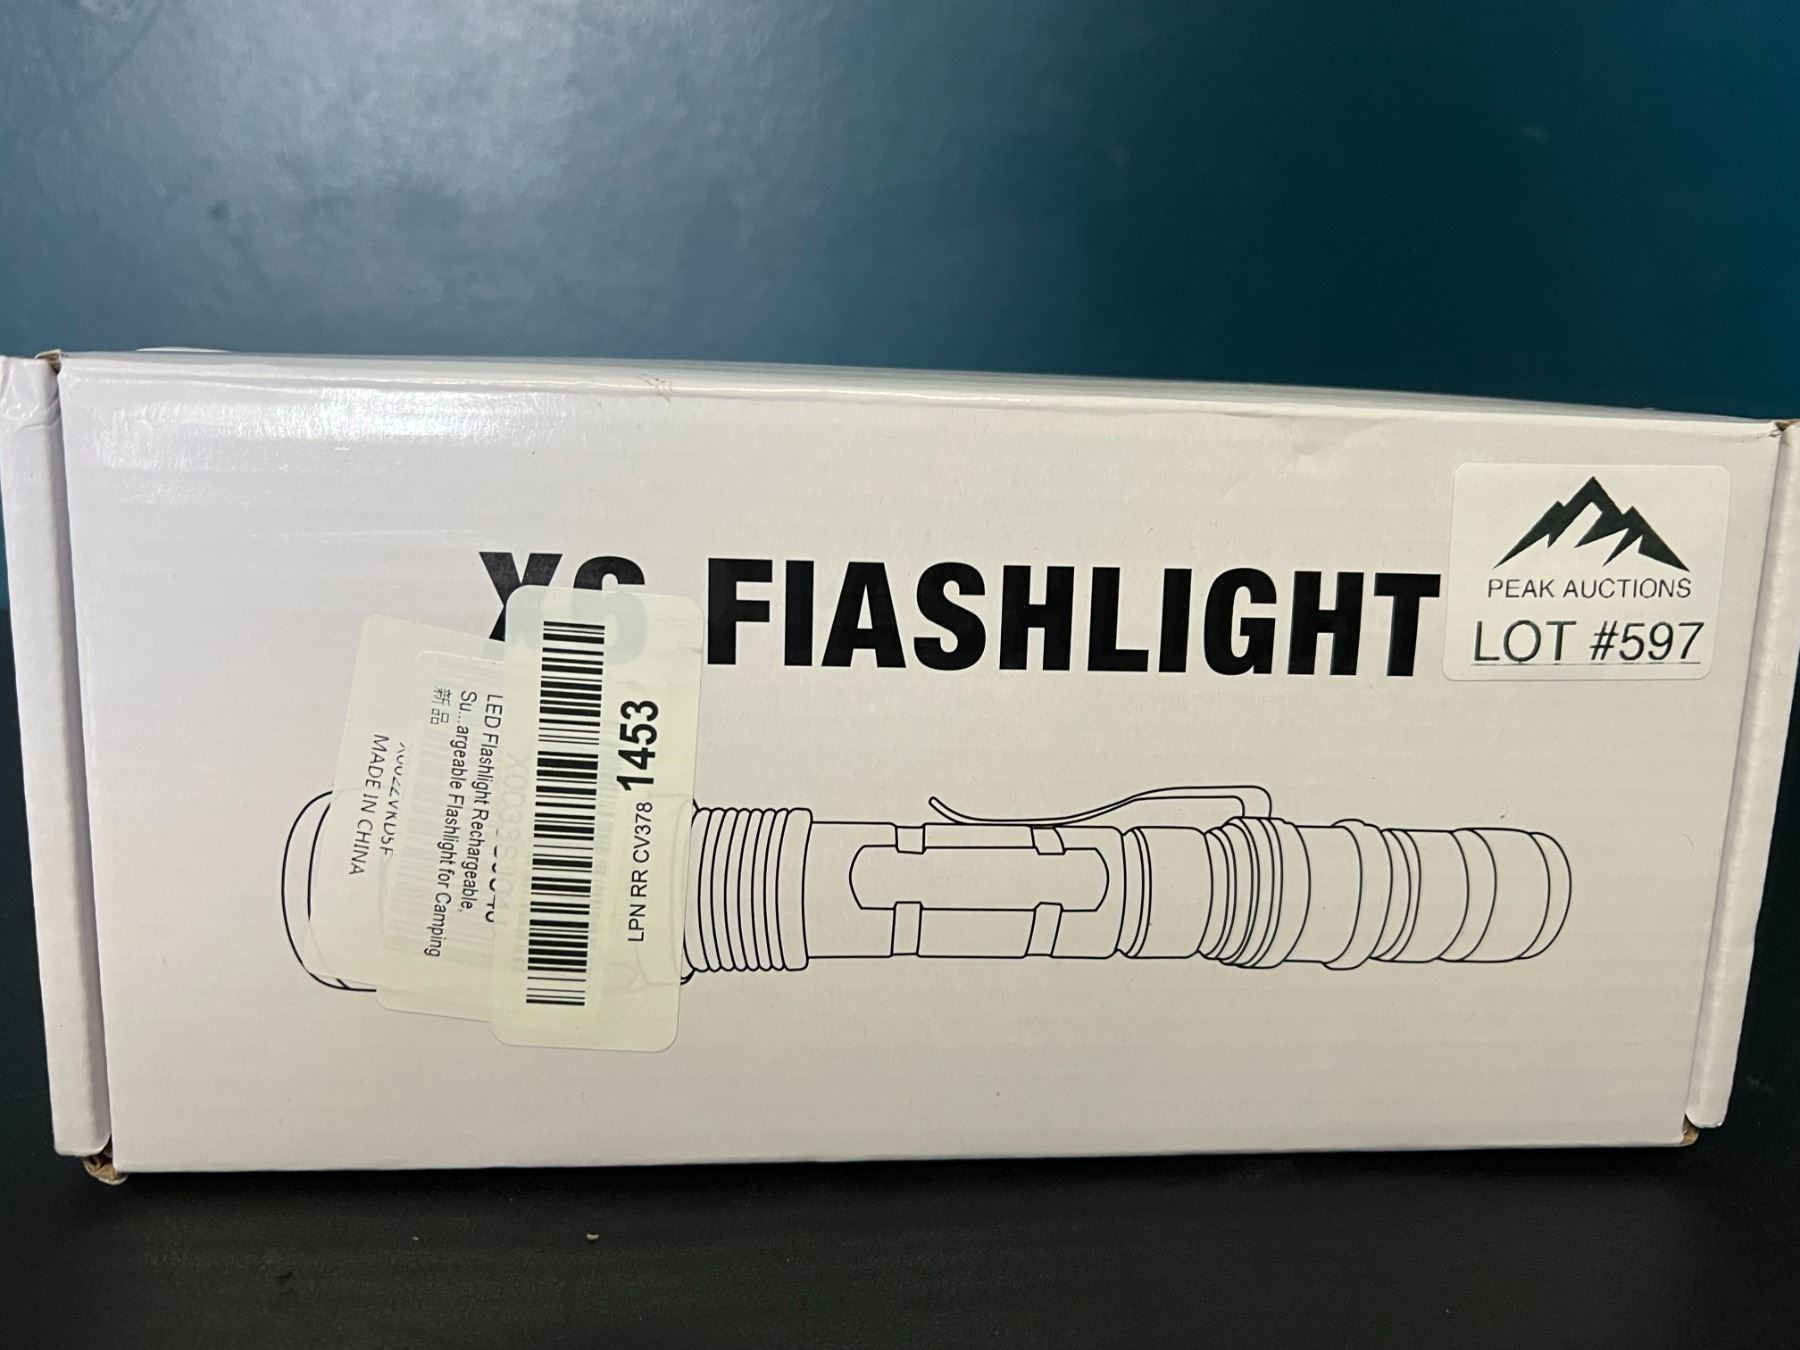 XS FIASHLIGHT
PEAK AUCTIONS
LOT #597
LPN RR CV378 1453
LED Flashlight Rechargeable,
Su...argeable Flashlight for Camping
新品
MADE IN CHINA